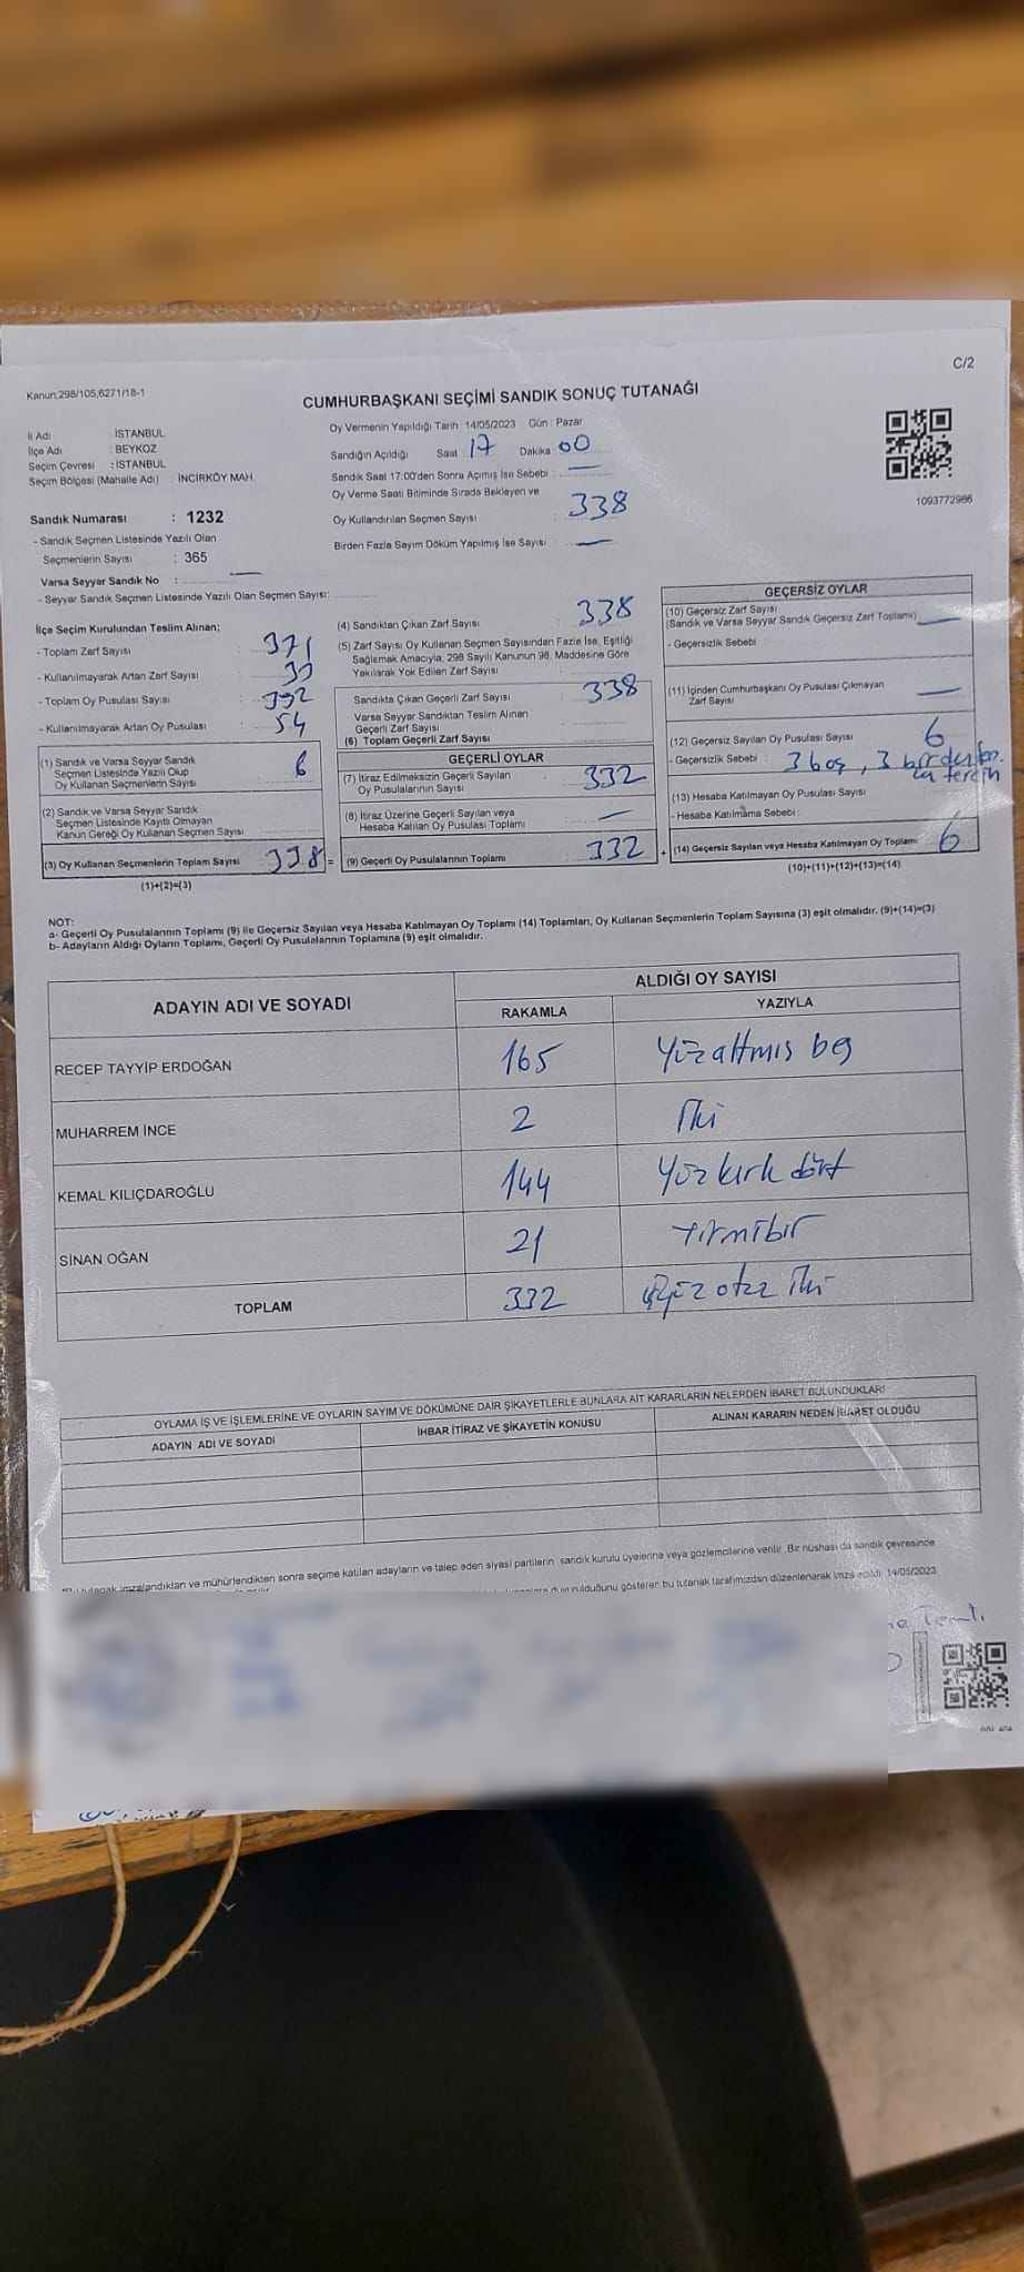 C/2
Kanun;298/105,6271/18-1
CUMHURBAŞKANI SEÇİMİ SANDIK SONUÇ TUTANAĞI
İl Adı İSTANBUL
İlçe Adı : BEYKOZ
Seçim Çevresi : İSTANBUL
Seçim Bölgesi (Mahalle Adı) : İNCİRKÖY MAH.
Sandık Numarası : 1232
- Sandık Seçmen Listesinde Yazılı Olan
Seçmenlerin Sayısı : 365
Varsa Seyyar Sandık No : —
- Seyyar Sandık Seçmen Listesinde Yazılı Olan Seçmen Sayısı:
Oy Vermenin Yapıldığı Tarih : 14/05/2023 Gün : Pazar
Sandığın Açıldığı Saat 17 Dakika 00
Sandık Saat 17:00'den Sonra Açımış İse Sebebi : —
Oy Verme Saati Bitiminde Sırada Bekleyen ve
Oy Kullandırılan Seçmen Sayısı 338
Birden Fazla Sayım Döküm Yapılmış İse Sayısı —
1093772986
İlçe Seçim Kurulundan Teslim Alınan;
- Toplam Zarf Sayısı : 371
- Kullanılmayarak Artan Zarf Sayısı : 33
- Toplam Oy Pusulası Sayısı : 392
- Kullanılmayarak Artan Oy Pusulası : 54
(1) Sandık ve Varsa Seyyar Sandık
Seçmen Listesinde Yazılı Olup
Oy Kullanan Seçmenlerin Sayısı 6
(2) Sandık ve Varsa Seyyar Sandık
Seçmen Listesinde Kayıtlı Olmayan
Kanun Gereği Oy Kullanan Seçmen Sayısı
(3) Oy Kullanan Seçmenlerin Toplam Sayısı 338 =
(1)+(2)=(3)
(4) Sandıktan Çıkan Zarf Sayısı : 338
(5) Zarf Sayısı Oy Kullanan Seçmen Sayısından Fazla İse, Eşitliği
Sağlamak Amacıyla, 298 Sayılı Kanunun 98. Maddesine Göre
Yakılarak Yok Edilen Zarf Sayısı :
Sandıkta Çıkan Geçerli Zarf Sayısı : 338
Varsa Seyyar Sandıktan Teslim Alınan
Geçerli Zarf Sayısı
(6) Toplam Geçerli Zarf Sayısı
GEÇERLİ OYLAR
(7) İtiraz Edilmeksizin Geçerli Sayılan
Oy Pusulalarının Sayısı : 332
(8) İtiraz Üzerine Geçerli Sayılan veya
Hesaba Katılan Oy Pusulası Toplamı : —
(9) Geçerli Oy Pusulalarının Toplamı : 332 +
GEÇERSİZ OYLAR
(10) Geçersiz Zarf Sayısı
(Sandık ve Varsa Seyyar Sandık Geçersiz Zarf Toplamı) —
- Geçersizlik Sebebi :
(11) İçinden Cumhurbaşkanı Oy Pusulası Çıkmayan
Zarf Sayısı —
(12) Geçersiz Sayılan Oy Pusulası Sayısı 6
- Geçersizlik Sebebi : 3 boş, 3 birden faz.
la tercih
(13) Hesaba Katılmayan Oy Pusulası Sayısı
- Hesaba Katılmama Sebebi :
(14) Geçersiz Sayılan veya Hesaba Katılmayan Oy Toplamı 6
(10)+(11)+(12)+(13)=(14)
NOT:
a- Geçerli Oy Pusulalarının Toplamı (9) ile Geçersiz Sayılan veya Hesaba Katılmayan Oy Toplamı (14) Toplamları, Oy Kullanan Seçmenlerin Toplam Sayısına (3) eşit olmalıdır. (9)+(14)=(3)
b- Adayların Aldığı Oyların Toplamı, Geçerli Oy Pusulalarının Toplamına (9) eşit olmalıdır.
ADAYIN ADI VE SOYADI ALDIĞI OY SAYISI
RAKAMLA YAZIYLA
RECEP TAYYİP ERDOĞAN 165 Yüzaltmış beş
MUHARREM İNCE 2 İki
KEMAL KILIÇDAROĞLU 144 Yüz kırk dört
SİNAN OĞAN 21 Yirmibir
TOPLAM 332 üçyüz otuz iki
OYLAMA İŞ VE İŞLEMLERİNE VE OYLARIN SAYIM VE DÖKÜMÜNE DAİR ŞİKAYETLERLE BUNLARA AİT KARARLARIN NELERDEN İBARET BULUNDUKLARI
ADAYIN ADI VE SOYADI İHBAR İTİRAZ VE ŞİKAYETİN KONUSU ALINAN KARARIN NEDEN İBARET OLDUĞU
tutanak imzalandıktan ve mühürlendikten sonra seçime katılan adayların ve talep eden siyasi partilerin sandık kurulu üyelerine veya gözlemcilerine verilir. Bir nüshası da sandık çevresinde
olduğunu gösteren bu tutanak tarafımızdan düzenlenerek imza edildi. 14/05/2023